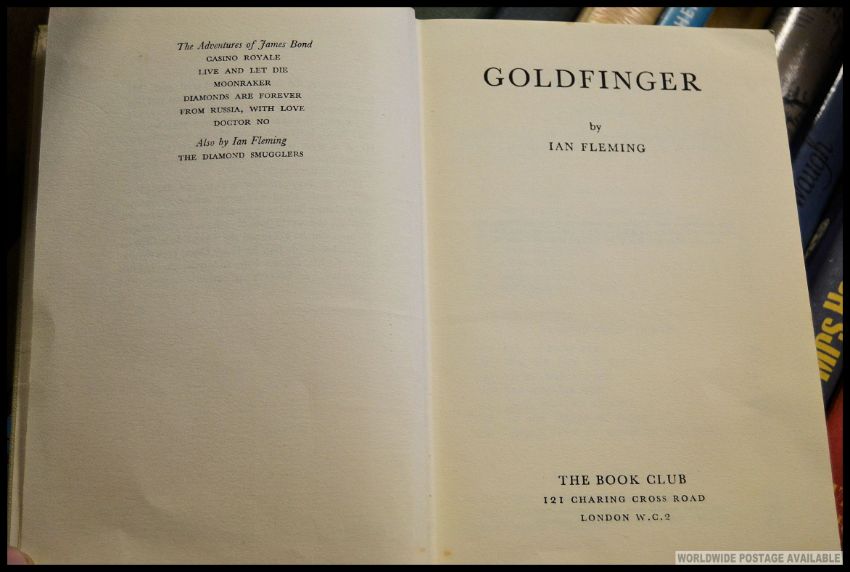 The Adventures of James Bond
CASINO ROYALE
LIVE AND LET DIE
MOONRAKER
DIAMONDS ARE FOREVER
FROM RUSSIA, WITH LOVE
DOCTOR NO
Also by Ian Fleming
THE DIAMOND SMUGGLERS
GOLDFINGER
by
IAN FLEMING
THE BOOK CLUB
121 CHARING CROSS ROAD
LONDON W.C.2
WORLDWIDE POSTAGE AVAILABLE